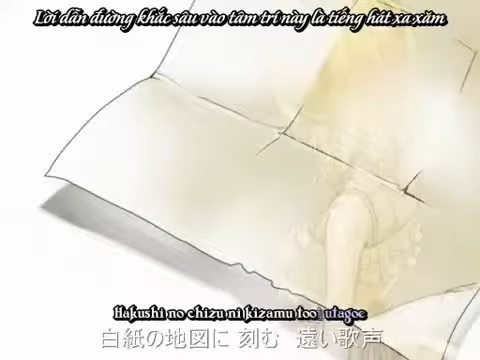 Lời dẫn đường khắc sâu vào tâm trí này là tiếng hát xa xăm
Hakushi no chizu ni kizamu tooi utagoe
白紙の地図に 刻む 遠い歌声